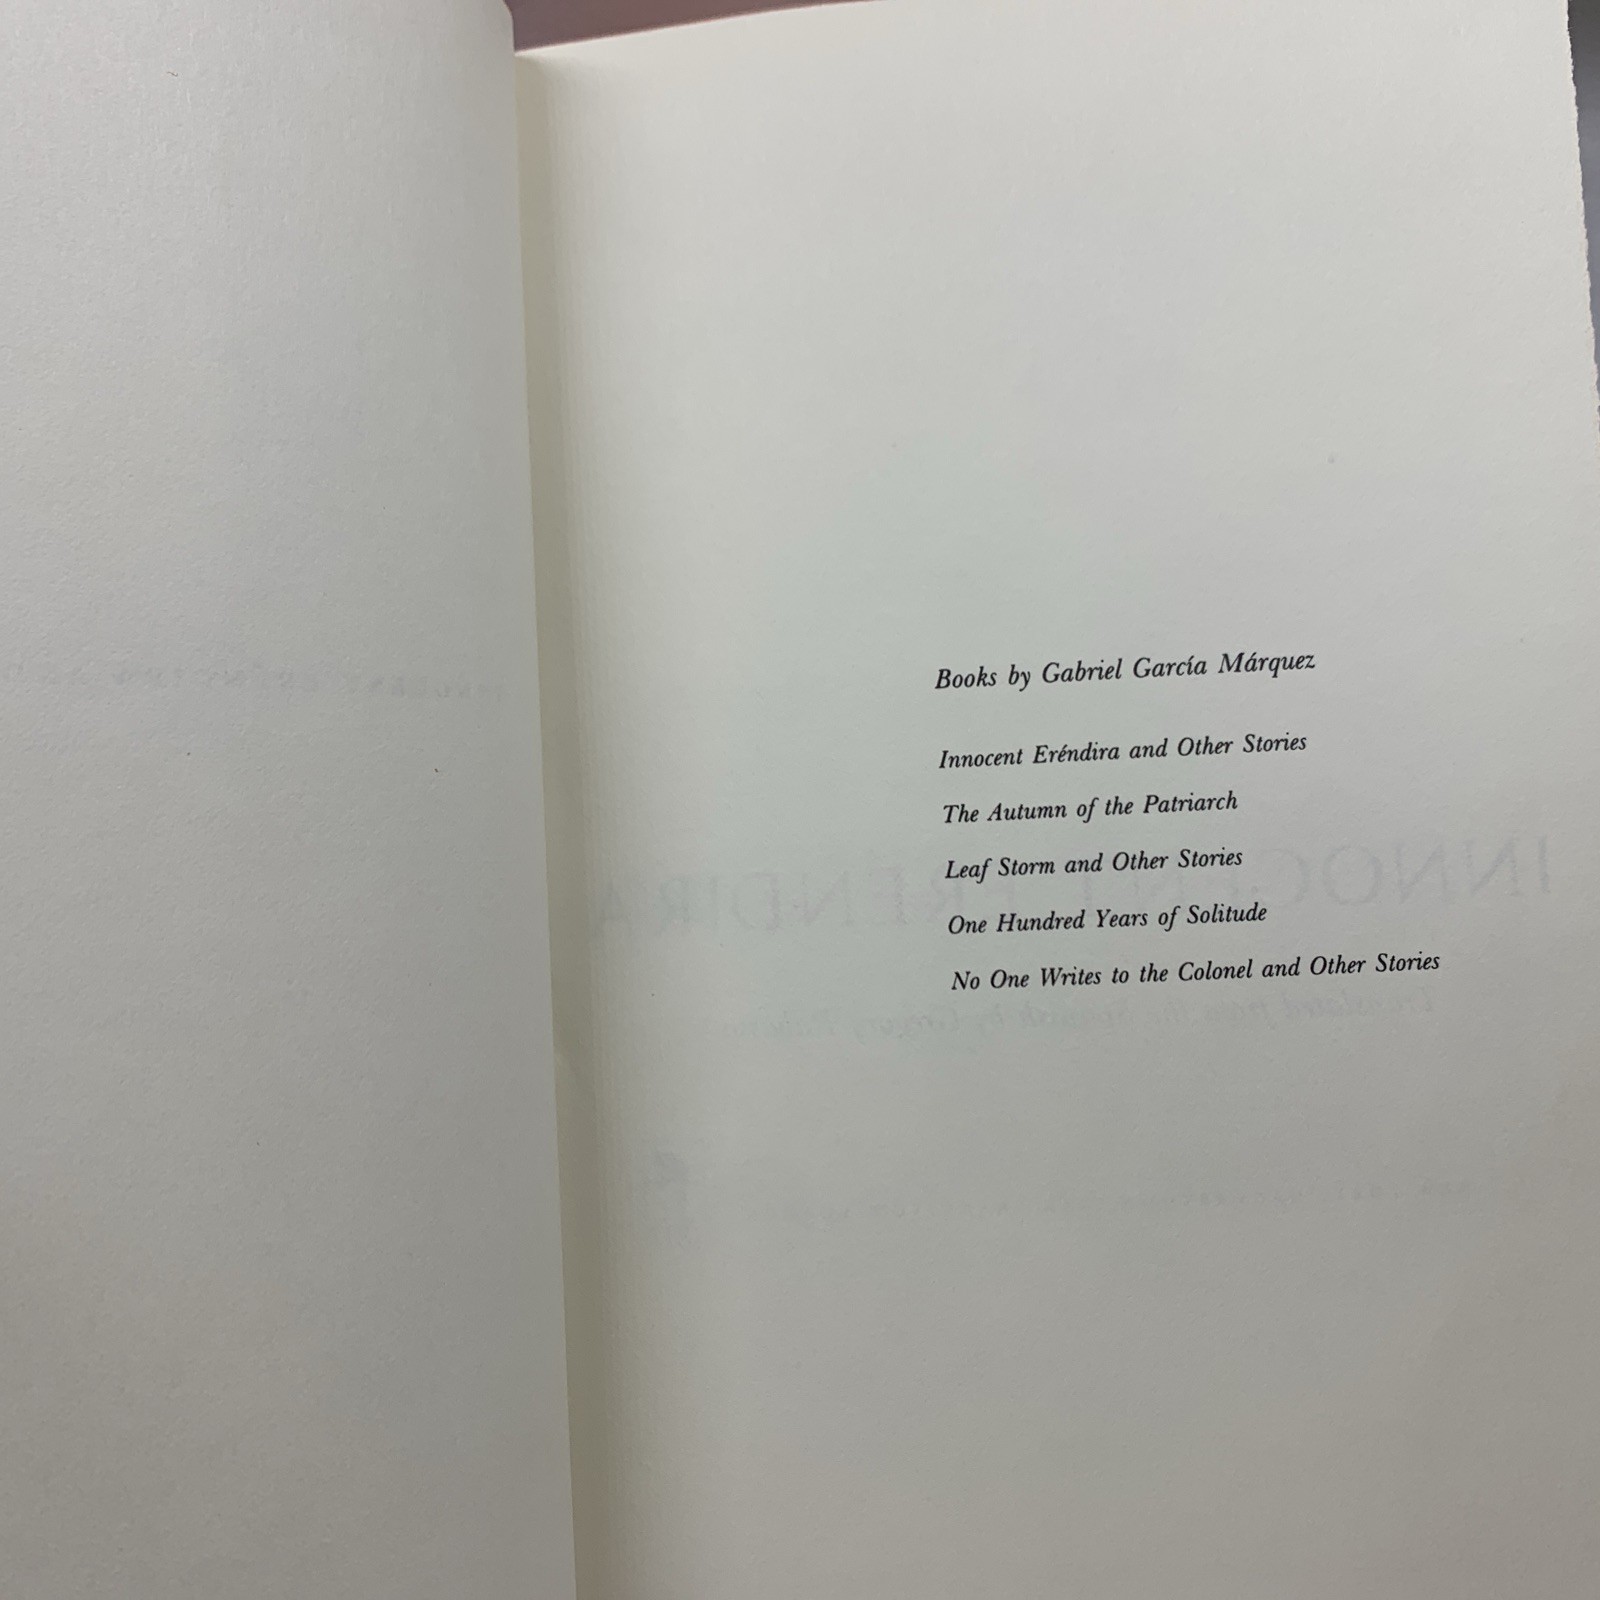 Books by Gabriel García Márquez
Innocent Eréndira and Other Stories
The Autumn of the Patriarch
Leaf Storm and Other Stories
One Hundred Years of Solitude
No One Writes to the Colonel and Other Stories